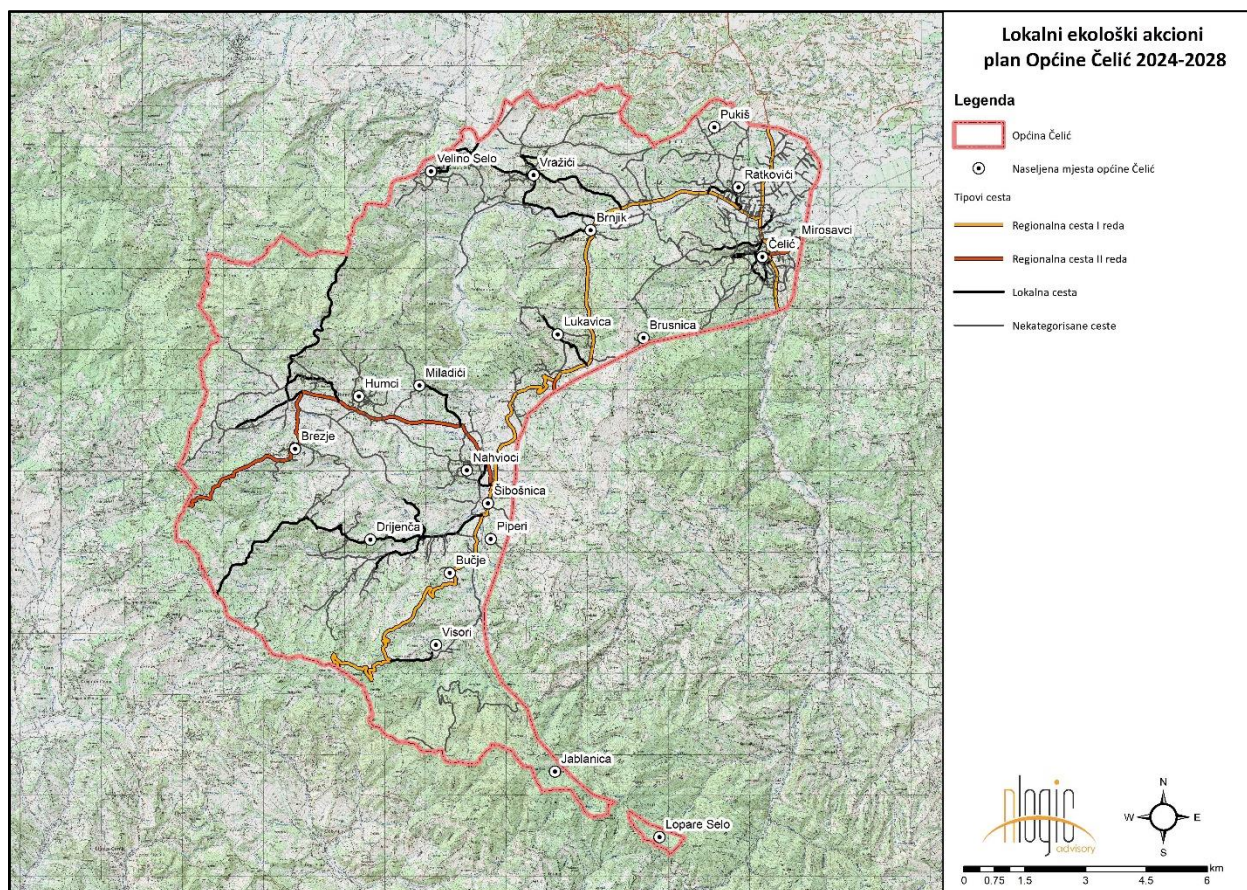 Lokalni ekološki akcioni
plan Općine Čelić 2024-2028
Legenda
Općina Čelić
Naseljena mjesta općine Čelić
Tipovi cesta
Regionalna cesta I reda
Regionalna cesta II reda
Lokalna cesta
Nekategorisane ceste
Pukiš
Velino Selo
Vražići
Ratkovići
Brnjik
Mirosavci
Čelić
Lukavica
Brusnica
Miladići
Humci
Brezje
Nahvioci
Šibošnica
Drijenča
Piperi
Bučje
Visori
Jablanica
Lopare Selo
nlogic
advisory
N
W E
S
km
0 0.75 1.5 3 4.5 6